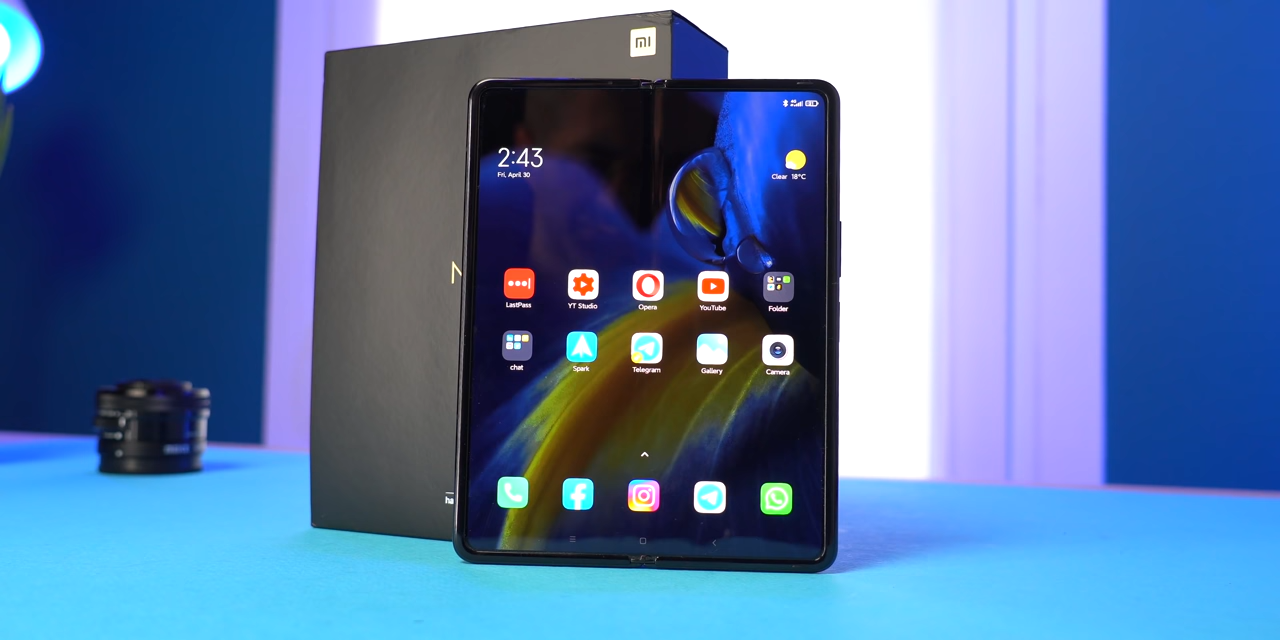 mi
2:43
Fri, April 30
Clear 18°C
LastPass
YT Studio
Opera
YouTube
Folder
chat
Spark
Telegram
Gallery
Camera